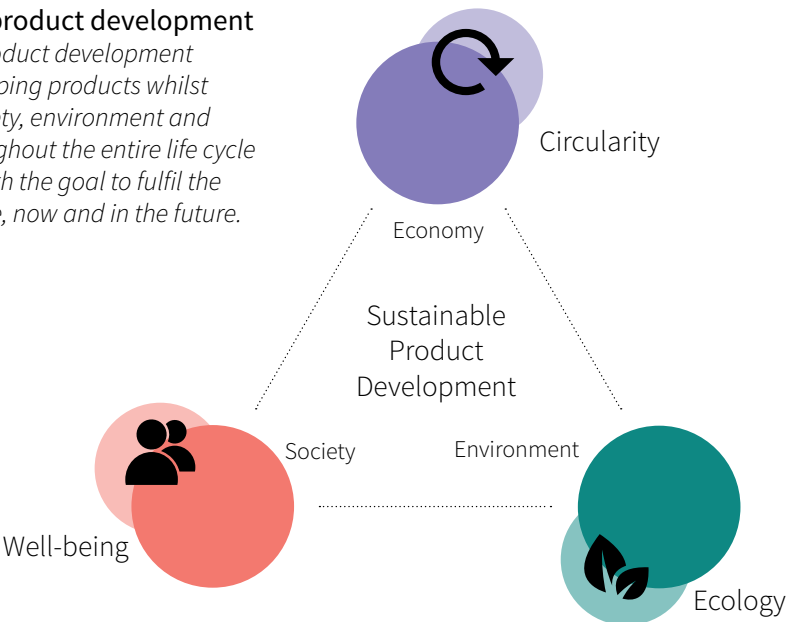 product development
oduct development
ping products whilst
ty, environment and
ghout the entire life cycle
h the goal to fulfil the
, now and in the future.
Circularity
Economy
Sustainable
Product
Development
Society
Environment
Well-being
Ecology